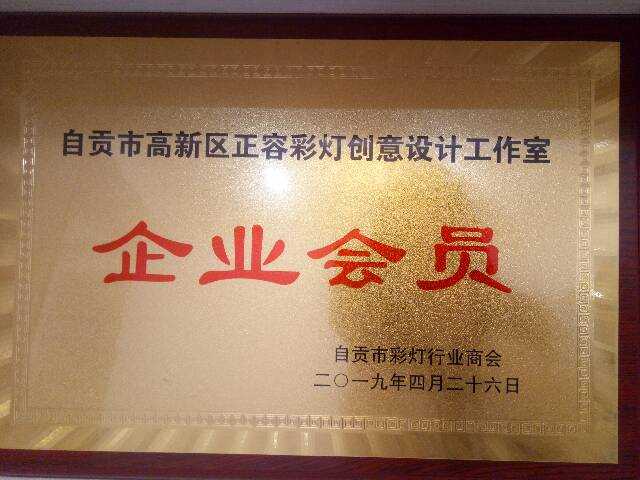 自贡市高新区正容彩灯创意设计工作室
企业会员
自贡市彩灯行业商会
二〇一九年四月二十六日